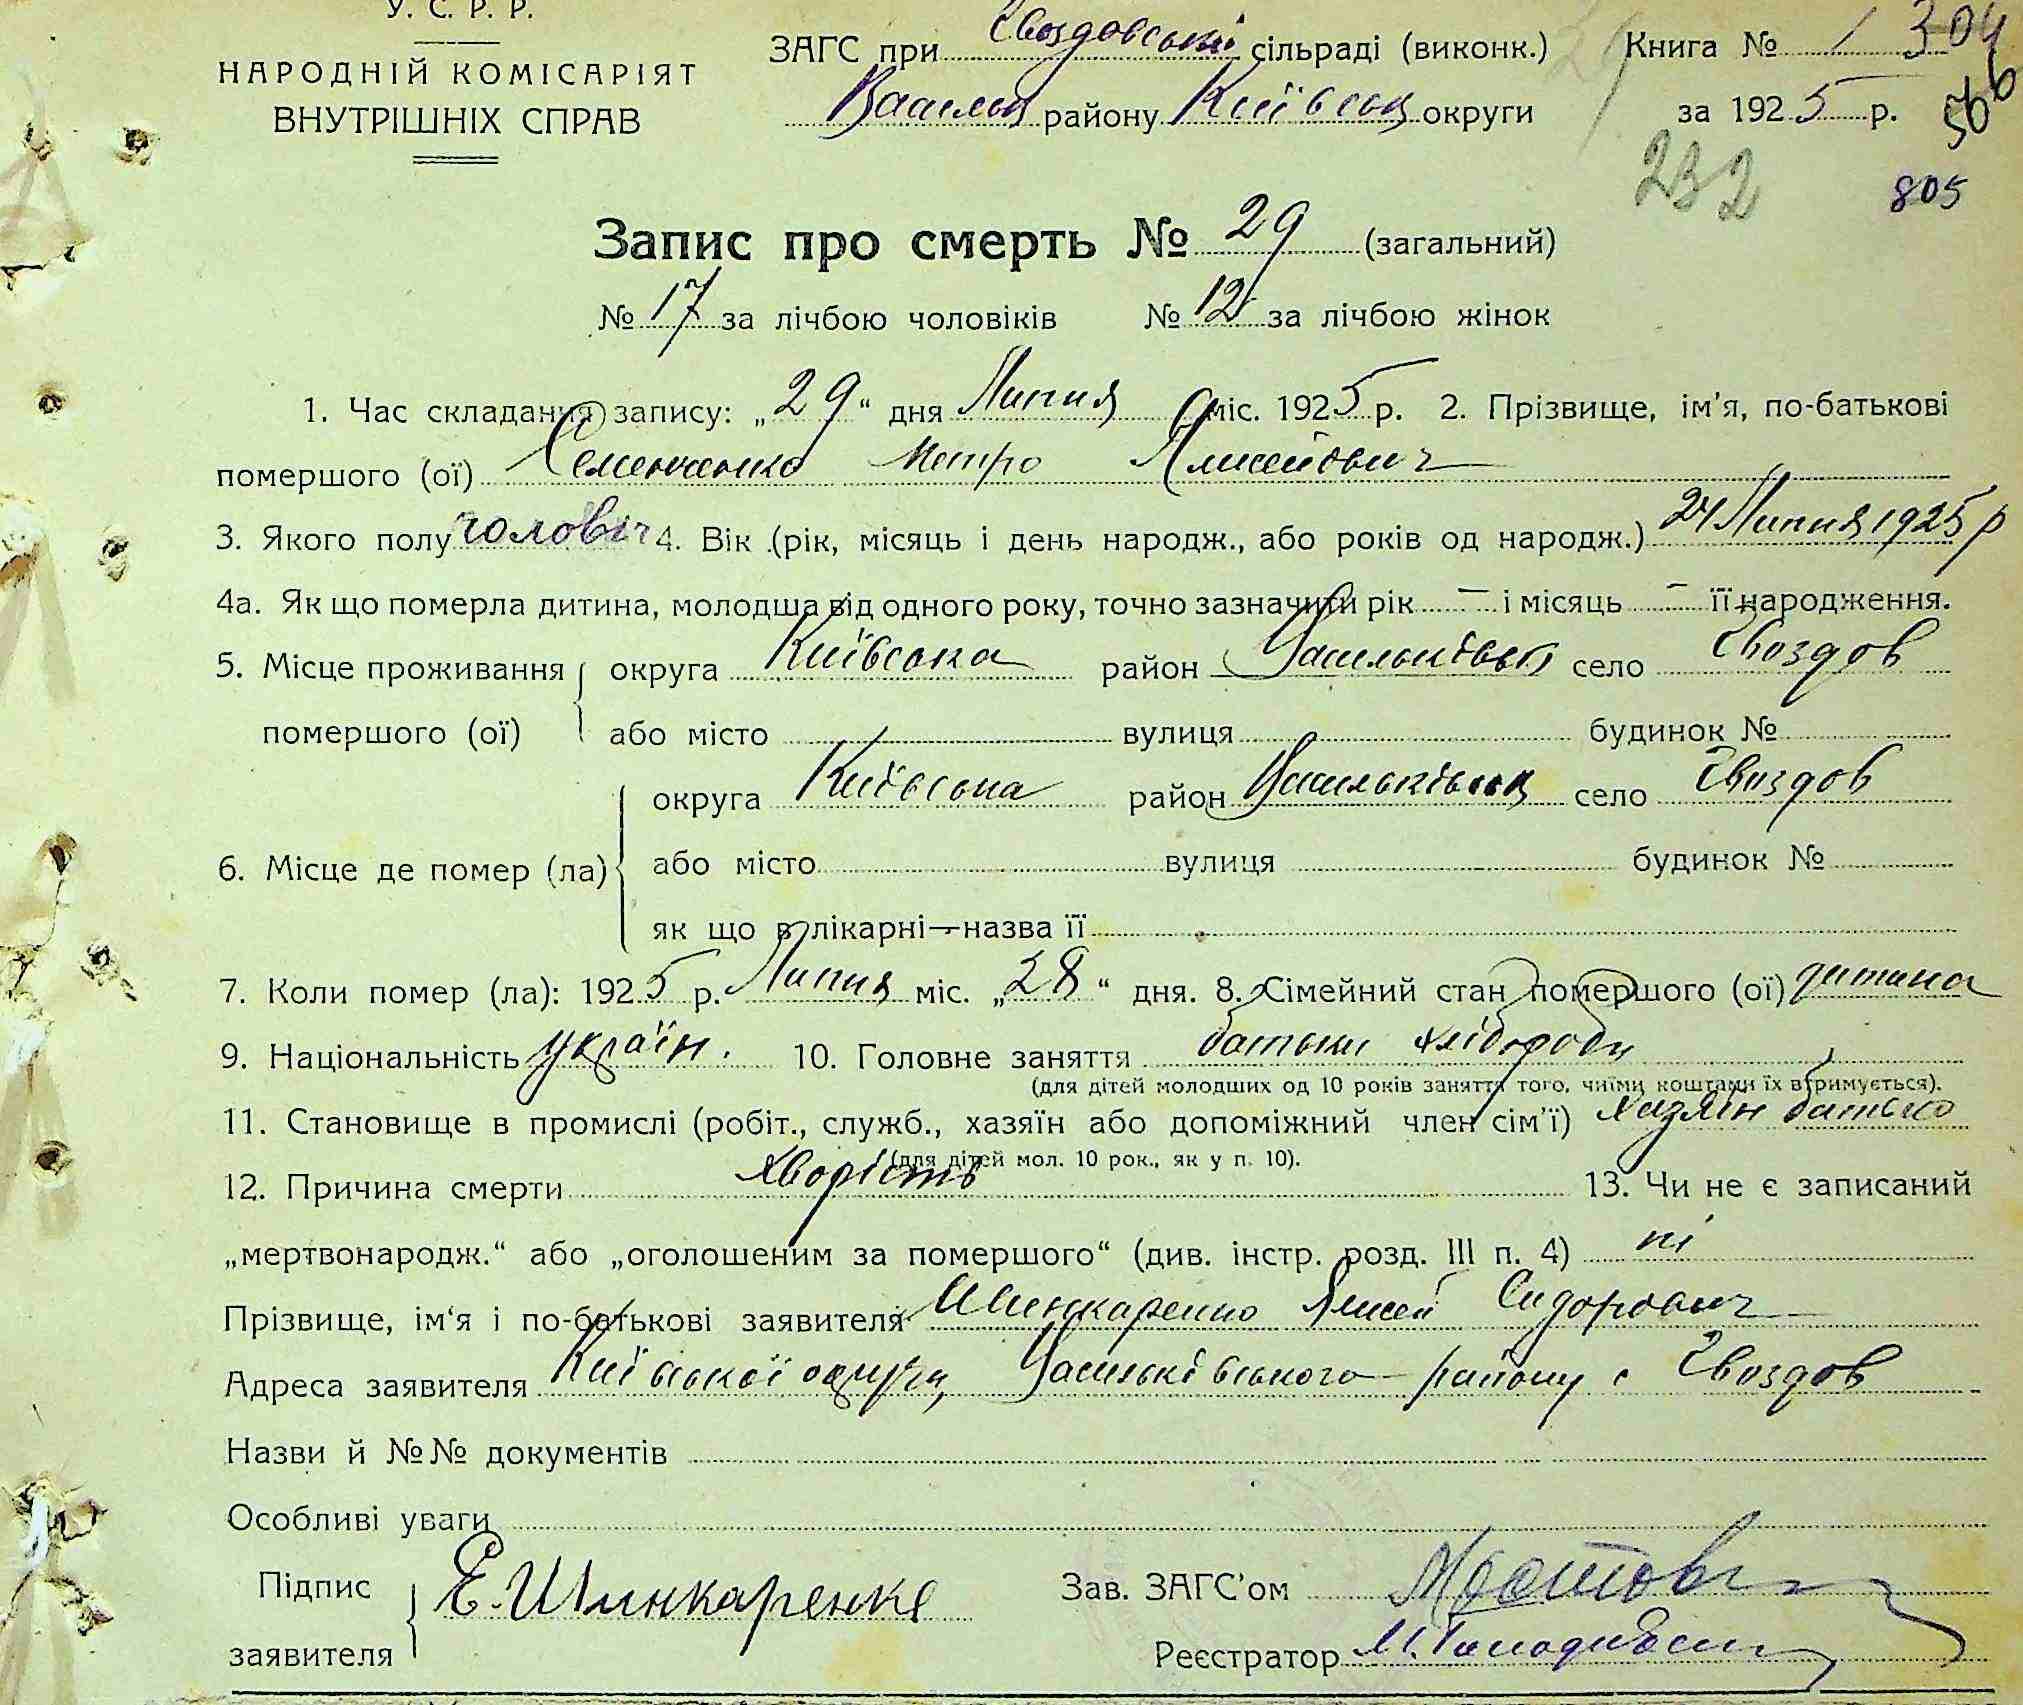 У. С. Р. Р.
НАРОДНІЙ КОМІСАРІЯТ
ВНУТРІШНІХ СПРАВ
ЗАГС при Гвоздовській сільраді (виконк.)
Васильк району Київськ округи
Книга № 1 304
за 1925 р. 566
232 805
Запис про смерть № 29 (загальний)
№ 17 за лічбою чоловіків № 12 за лічбою жінок
1. Час складання запису: „29“ дня Липня міс. 1925 р. 2. Прізвище, ім'я, по-батькові
помершого (ої) Петро
3. Якого полу чоловіч 4. Вік (рік, місяць і день народж., або років од народж.) 24 Липня 1925 р
4а. Як що померла дитина, молодша від одного року, точно зазначити рік — і місяць — її народження.
5. Місце проживання округа Київська район Васильківськ село Гвоздов
помершого (ої) або місто вулиця будинок №
округа Київська район Васильківськ село Гвоздов
6. Місце де помер (ла) або місто вулиця будинок №
як що в лікарні—назва її
7. Коли помер (ла): 1925 р. Липня міс. „28“ дня. 8. Сімейний стан помершого (ої) дитина
9. Національність україн. 10. Головне заняття батьки хлібороби
(для дітей молодших од 10 років заняття того, чиїми коштами їх втримується).
11. Становище в промислі (робіт., служб., хазяїн або допоміжний член сім'ї) хазяїн батько
(для дітей мол. 10 рок., як у п. 10).
12. Причина смерти хворість 13. Чи не є записаний
„мертвонародж.“ або „оголошеним за помершого“ (див. інстр. розд. III п. 4) ні
Прізвище, ім'я і по-батькові заявителя Шинкаренко Сидорович
Адреса заявителя Київської округи, Васильківського району с Гвоздов
Назви й №№ документів
Особливі уваги
Підпис
заявителя Е. Шинкаренко
Зав. ЗАГС'ом
Реєстратор